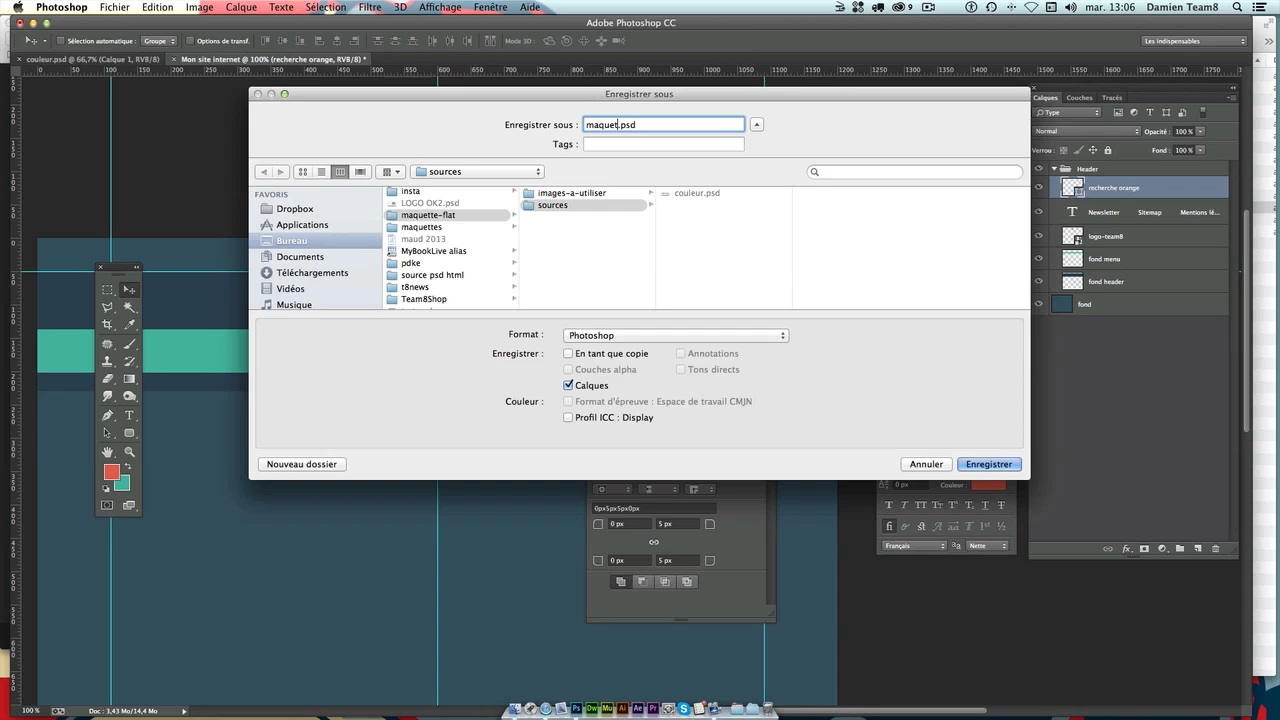 Photoshop Fichier Edition Image Calque Texte Sélection Filtre 3D Affichage Fenêtre Aide 9 mar. 13:06 Damien Team8
Adobe Photoshop CC
Sélection automatique : Groupe Options de transf. Mode 3D : Les indispensables
couleur.psd @ 66,7% (Calque 1, RVB/8) Mon site internet @ 100% (recherche orange, RVB/8) *
Enregistrer sous
Enregistrer sous : maquet.psd
Tags :
sources
FAVORIS
Dropbox
Applications
Bureau
Documents
Téléchargements
Vidéos
Musique
insta
LOGO OK2.psd
maquette-flat
maquettes
maud 2013
MyBookLive alias
pdke
source psd html
t8news
Team8Shop
images-a-utiliser
sources
couleur.psd
Format : Photoshop
Enregistrer : En tant que copie Annotations
Couches alpha Tons directs
Calques
Couleur : Format d'épreuve : Espace de travail CMJN
Profil ICC : Display
Nouveau dossier Annuler Enregistrer
Calques Couches Tracés
Type
Normal Opacité : 100 %
Verrou : Fond : 100 %
Header
recherche orange
Newsletter Sitemap Mentions lé...
logo-team8
fond menu
fond header
fond
0px5px5px0px
0 px 5 px
0 px 5 px
0 px Couleur :
Français Nette
100 % Doc : 3,43 Mo/14,4 Mo